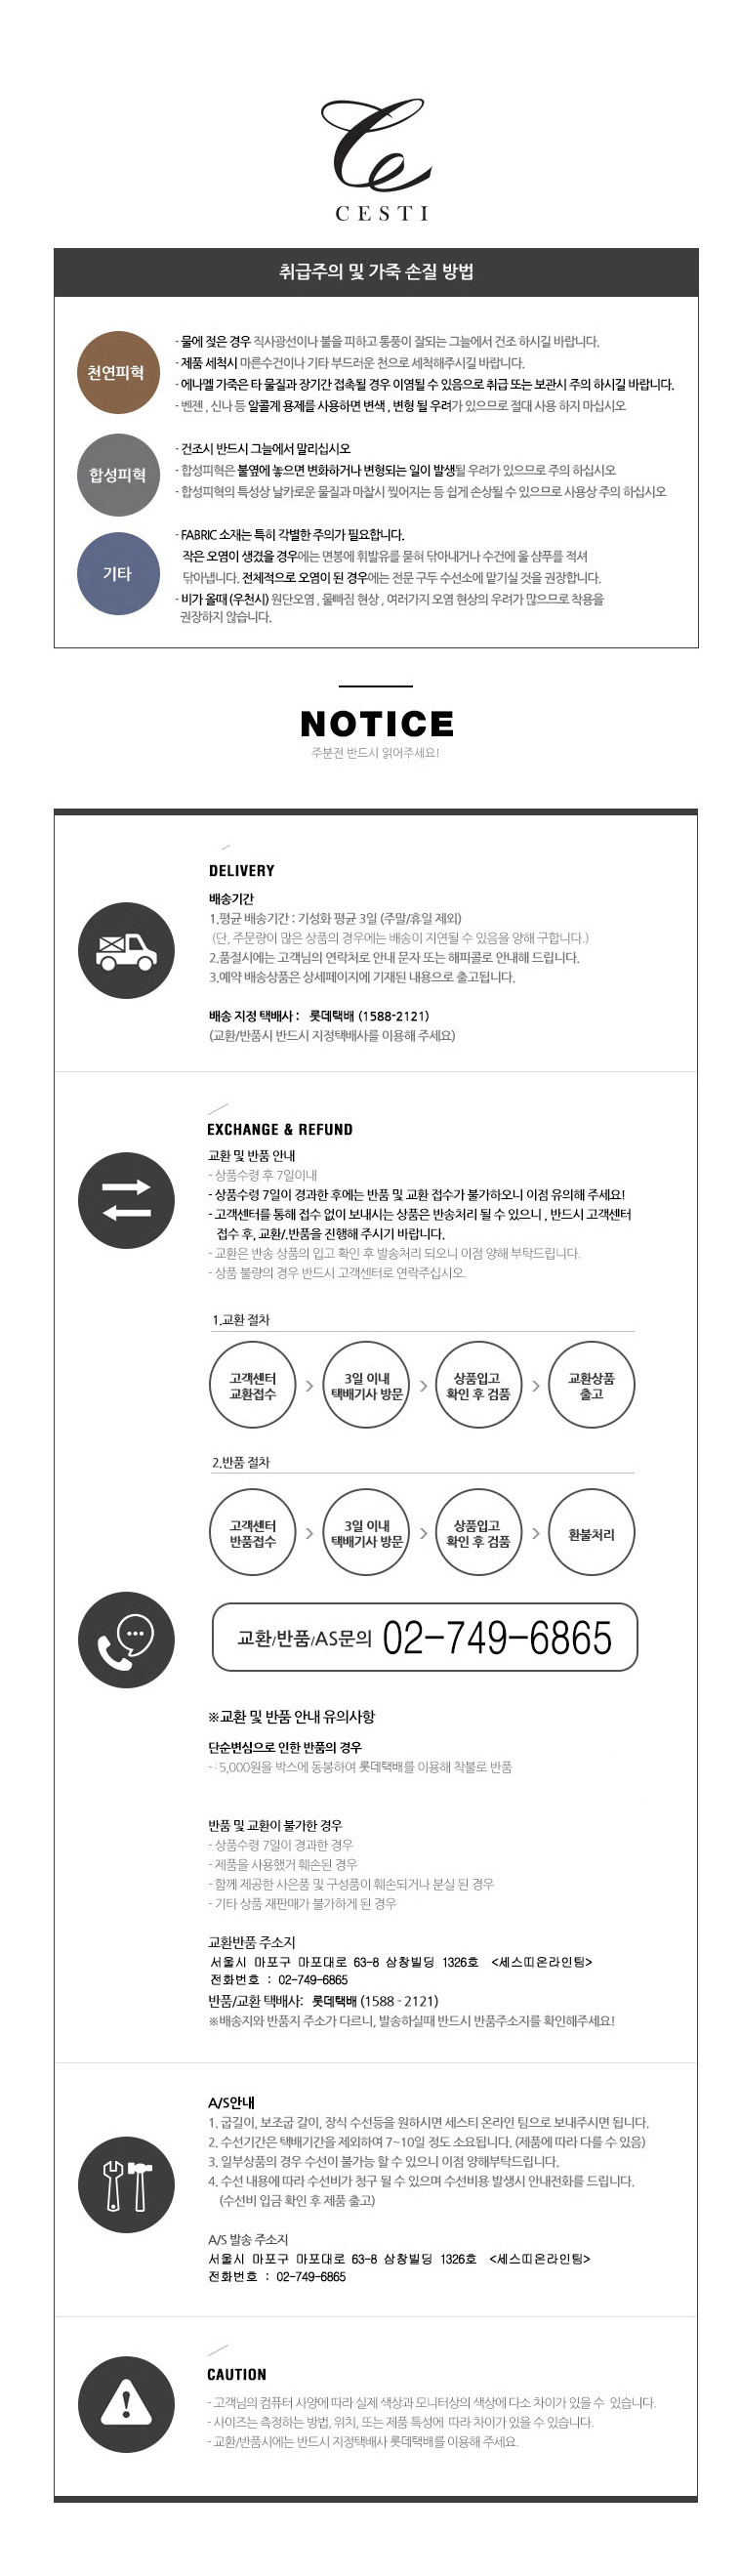 CESTI
취급주의 및 가죽 손질 방법
천연피혁
- 물에 젖은 경우 직사광선이나 불을 피하고 통풍이 잘되는 그늘에서 건조 하시길 바랍니다.
- 제품 세척시 마른수건이나 기타 부드러운 천으로 세척해주시길 바랍니다.
- 에나멜 가죽은 타 물질과 장기간 접촉될 경우 이염될 수 있음으로 취급 또는 보관시 주의 하시길 바랍니다.
- 벤젠 , 신나 등 알콜계 용제를 사용하면 변색 , 변형 될 우려가 있으므로 절대 사용 하지 마십시오
합성피혁
- 건조시 반드시 그늘에서 말리십시오
- 합성피혁은 불옆에 놓으면 변화하거나 변형되는 일이 발생될 우려가 있으므로 주의 하십시오
- 합성피혁의 특성상 날카로운 물질과 마찰시 찢어지는 등 쉽게 손상될 수 있으므로 사용상 주의 하십시오
기타
- FABRIC 소재는 특히 각별한 주의가 필요합니다.
작은 오염이 생겼을 경우에는 면봉에 휘발유를 묻혀 닦아내거나 수건에 울 샴푸를 적셔
닦아냅니다. 전체적으로 오염이 된 경우에는 전문 구두 수선소에 맡기실 것을 권장합니다.
- 비가 올때 (우천시) 원단오염 , 물빠짐 현상 , 여러가지 오염 현상의 우려가 많으므로 착용을
권장하지 않습니다.
NOTICE
주분전 반드시 읽어주세요!
DELIVERY
배송기간
1.평균 배송기간 : 기성화 평균 3일 (주말/휴일 제외)
(단, 주문량이 많은 상품의 경우에는 배송이 지연될 수 있음을 양해 구합니다.)
2.품절시에는 고객님의 연락처로 안내 문자 또는 해피콜로 안내해 드립니다.
3.예약 배송상품은 상세페이지에 기재된 내용으로 출고됩니다.
배송 지정 택배사 : 롯데택배 (1588-2121)
(교환/반품시 반드시 지정택배사를 이용해 주세요)
EXCHANGE & REFUND
교환 및 반품 안내
- 상품수령 후 7일이내
- 상품수령 7일이 경과한 후에는 반품 및 교환 접수가 불가하오니 이점 유의해 주세요!
- 고객센터를 통해 접수 없이 보내시는 상품은 반송처리 될 수 있으니 , 반드시 고객센터
접수 후, 교환/.반품을 진행해 주시기 바랍니다.
- 교환은 반송 상품의 입고 확인 후 발송처리 되오니 이점 양해 부탁드립니다.
- 상품 불량의 경우 반드시 고객센터로 연락주십시오.
1.교환 절차
고객센터
교환접수
3일 이내
택배기사 방문
상품입고
확인 후 검품
교환상품
출고
2.반품 절차
고객센터
반품접수
3일 이내
택배기사 방문
상품입고
확인 후 검품
환불처리
교환/반품/AS문의 02-749-6865
※교환 및 반품 안내 유의사항
단순변심으로 인한 반품의 경우
- 5,000원을 박스에 동봉하여 롯데택배를 이용해 착불로 반품
반품 및 교환이 불가한 경우
- 상품수령 7일이 경과한 경우
- 제품을 사용했거 훼손된 경우
- 함께 제공한 사은품 및 구성품이 훼손되거나 분실 된 경우
- 기타 상품 재판매가 불가하게 된 경우
교환반품 주소지
서울시 마포구 마포대로 63-8 삼창빌딩 1326호 <세스띠온라인팀>
전화번호 : 02-749-6865
반품/교환 택배사: 롯데택배 (1588 - 2121)
※배송지와 반품지 주소가 다르니, 발송하실때 반드시 반품주소지를 확인해주세요!
A/S안내
1. 굽길이, 보조굽 갈이, 장식 수선등을 원하시면 세스티 온라인 팀으로 보내주시면 됩니다.
2. 수선기간은 택배기간을 제외하여 7~10일 정도 소요됩니다. (제품에 따라 다를 수 있음)
3. 일부상품의 경우 수선이 불가능 할 수 있으니 이점 양해부탁드립니다.
4. 수선 내용에 따라 수선비가 청구 될 수 있으며 수선비용 발생시 안내전화를 드립니다.
(수선비 입금 확인 후 제품 출고)
A/S 발송 주소지
서울시 마포구 마포대로 63-8 삼창빌딩 1326호 <세스띠온라인팀>
전화번호 : 02-749-6865
CAUTION
- 고객님의 컴퓨터 사양에 따라 실제 색상과 모니터상의 색상에 다소 차이가 있을 수 있습니다.
- 사이즈는 측정하는 방법, 위치, 또는 제품 특성에 따라 차이가 있을 수 있습니다.
- 교환/반품시에는 반드시 지정택배사 롯데택배를 이용해 주세요.